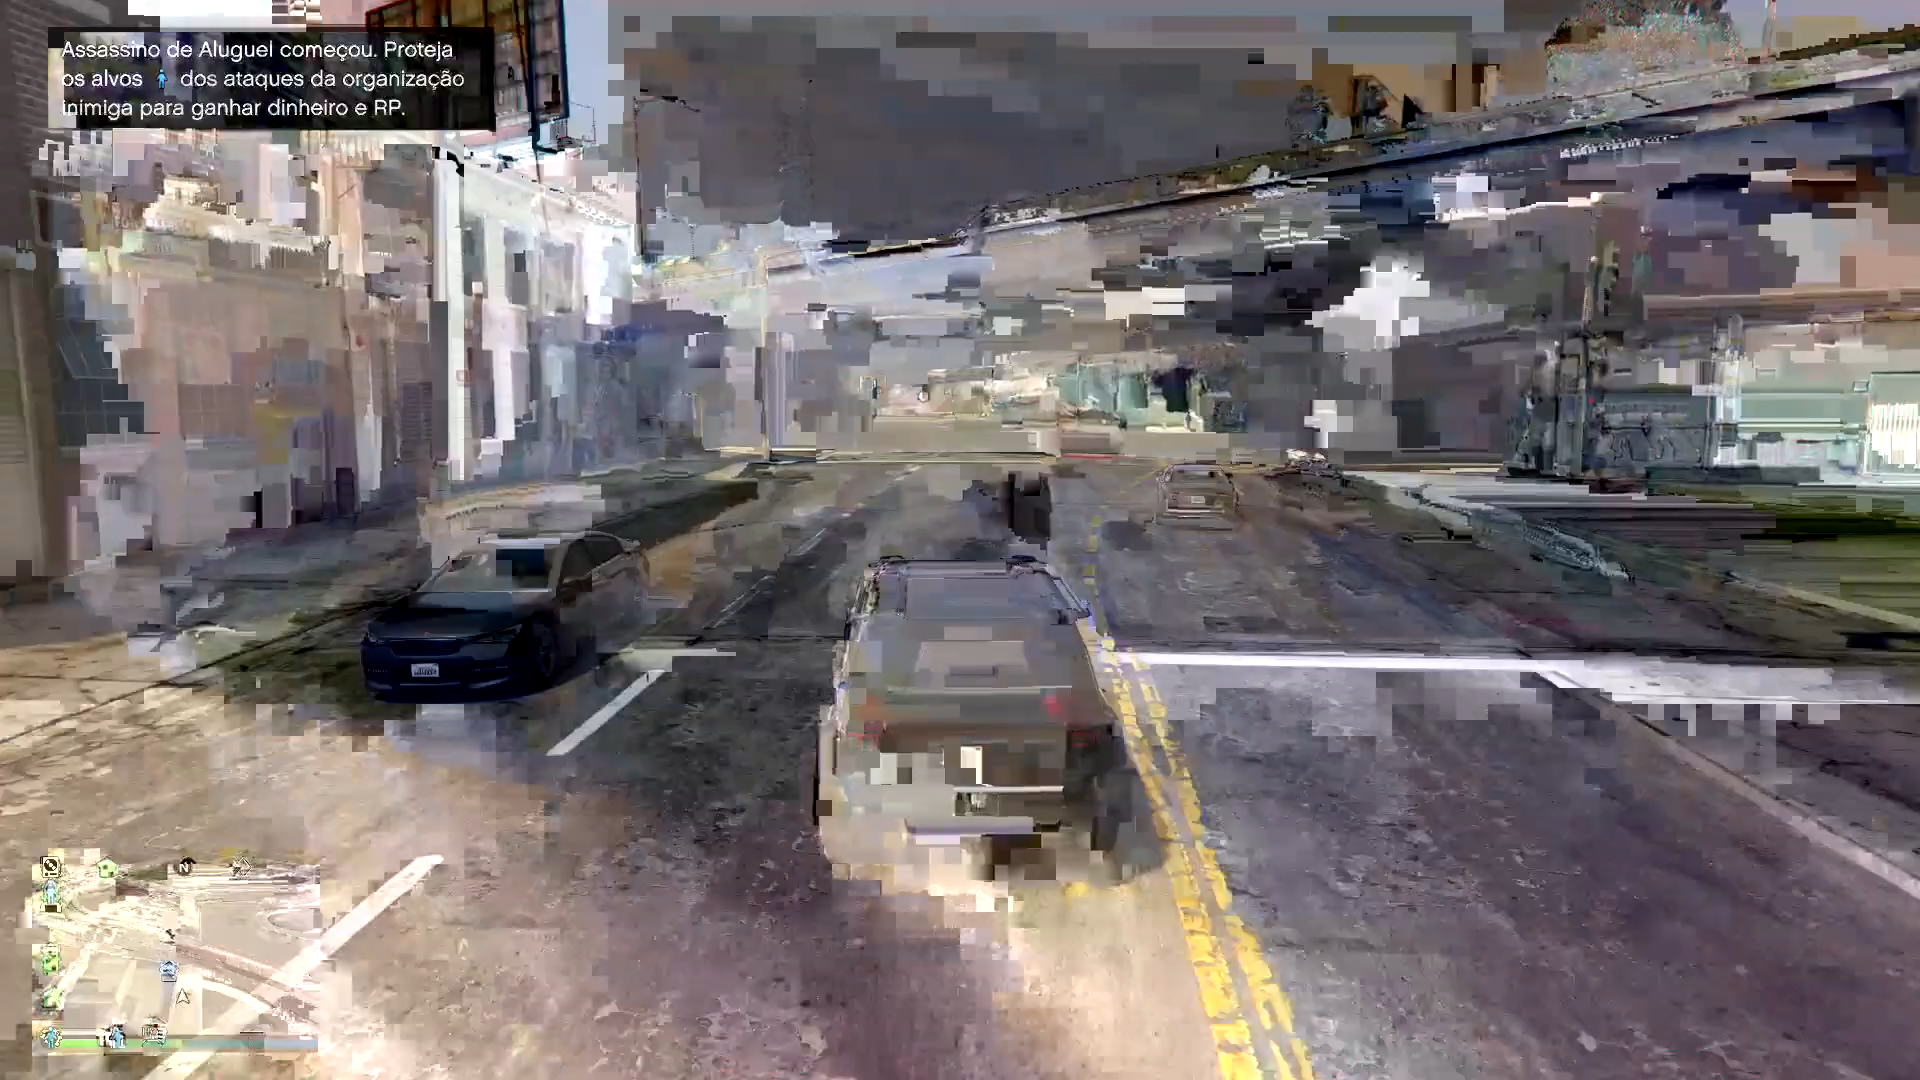 Assassino de Aluguel começou. Proteja
os alvos dos ataques da organização
inimiga para ganhar dinheiro e RP.
N